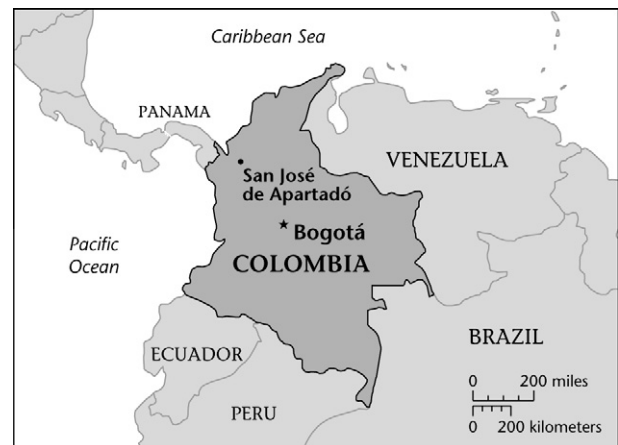 Caribbean Sea
PANAMA
VENEZUELA
San José
de Apartadó
Bogotá
Pacific
Ocean
COLOMBIA
BRAZIL
ECUADOR
PERU
0 200 miles
0 200 kilometers